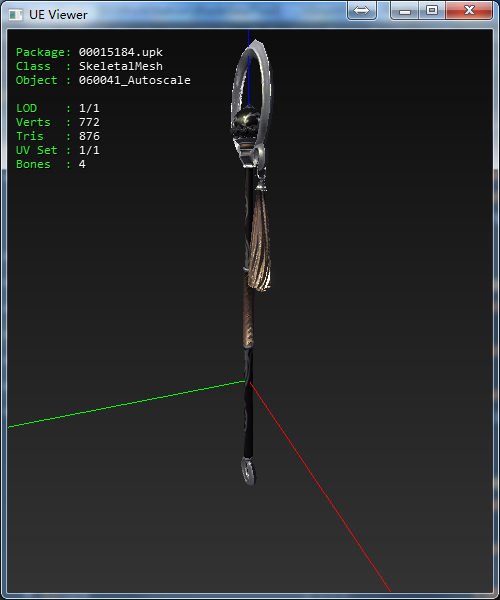 UE Viewer
Package: 00015184.upk
Class : SkeletalMesh
Object : 060041_Autoscale
LOD : 1/1
Verts : 772
Tris : 876
UV Set : 1/1
Bones : 4